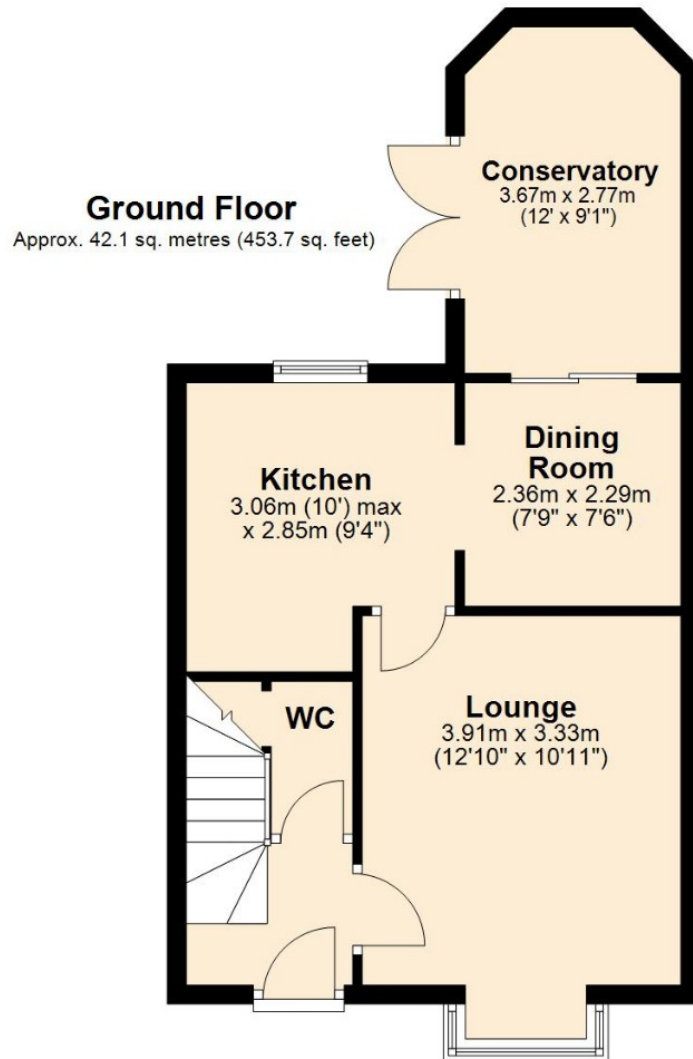 Ground Floor
Approx. 42.1 sq. metres (453.7 sq. feet)
Conservatory
3.67m x 2.77m
(12' x 9'1")
Kitchen
3.06m (10') max
x 2.85m (9'4")
Dining
Room
2.36m x 2.29m
(7'9" x 7'6")
WC
Lounge
3.91m x 3.33m
(12'10" x 10'11")